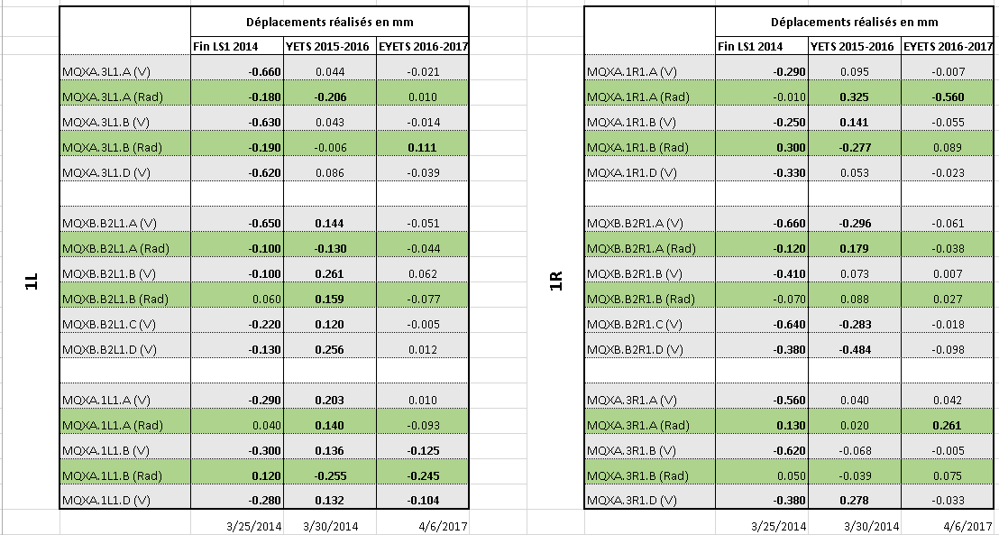 Déplacements réalisés en mm
Fin LS1 2014 YETS 2015-2016 EYETS 2016-2017
MQXA.3L1.A (V) -0.660 0.044 -0.021
MQXA.3L1.A (Rad) -0.180 -0.206 0.010
MQXA.3L1.B (V) -0.630 0.043 -0.014
MQXA.3L1.B (Rad) -0.190 -0.006 0.111
MQXA.3L1.D (V) -0.620 0.086 -0.039
MQXB.B2L1.A (V) -0.650 0.144 -0.051
MQXB.B2L1.A (Rad) -0.100 -0.130 -0.044
1L
MQXB.B2L1.B (V) -0.100 0.261 0.062
MQXB.B2L1.B (Rad) 0.060 0.159 -0.077
MQXB.B2L1.C (V) -0.220 0.120 -0.005
MQXB.B2L1.D (V) -0.130 0.256 0.012
MQXA.1L1.A (V) -0.290 0.203 0.010
MQXA.1L1.A (Rad) 0.040 0.140 -0.093
MQXA.1L1.B (V) -0.300 0.136 -0.125
MQXA.1L1.B (Rad) 0.120 -0.255 -0.245
MQXA.1L1.D (V) -0.280 0.132 -0.104
3/25/2014 3/30/2014 4/6/2017
Déplacements réalisés en mm
Fin LS1 2014 YETS 2015-2016 EYETS 2016-2017
MQXA.1R1.A (V) -0.290 0.095 -0.007
MQXA.1R1.A (Rad) -0.010 0.325 -0.560
MQXA.1R1.B (V) -0.250 0.141 -0.055
MQXA.1R1.B (Rad) 0.300 -0.277 0.089
MQXA.1R1.D (V) -0.330 0.053 -0.023
MQXB.B2R1.A (V) -0.660 -0.296 -0.061
MQXB.B2R1.A (Rad) -0.120 0.179 -0.038
1R
MQXB.B2R1.B (V) -0.410 0.073 0.007
MQXB.B2R1.B (Rad) -0.070 0.088 0.027
MQXB.B2R1.C (V) -0.640 -0.283 -0.018
MQXB.B2R1.D (V) -0.380 -0.484 -0.098
MQXA.3R1.A (V) -0.560 0.040 0.042
MQXA.3R1.A (Rad) 0.130 0.020 0.261
MQXA.3R1.B (V) -0.620 -0.068 -0.005
MQXA.3R1.B (Rad) 0.050 -0.039 0.075
MQXA.3R1.D (V) -0.380 0.278 -0.033
3/25/2014 3/30/2014 4/6/2017